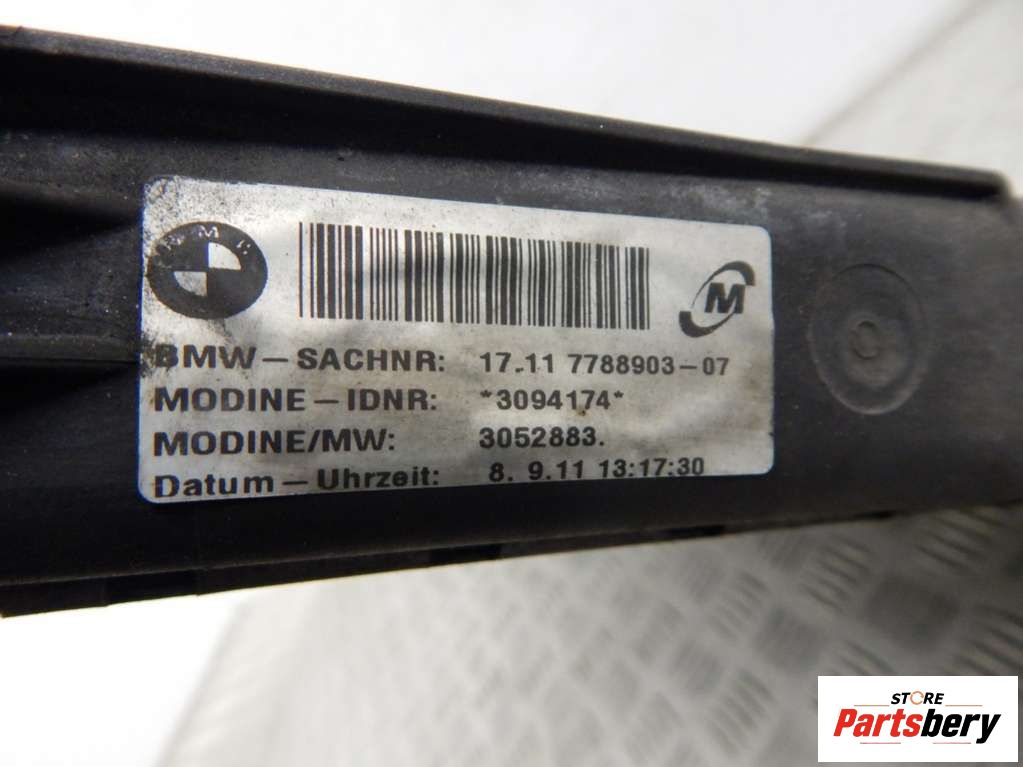 BMW
M
BMW-SACHNR: 17.11 7788903-07
MODINE-IDNR: *3094174*
MODINE/MW: 3052883.
Datum-Uhrzeit: 8. 9.11 13:17:30
STORE
Partsbery